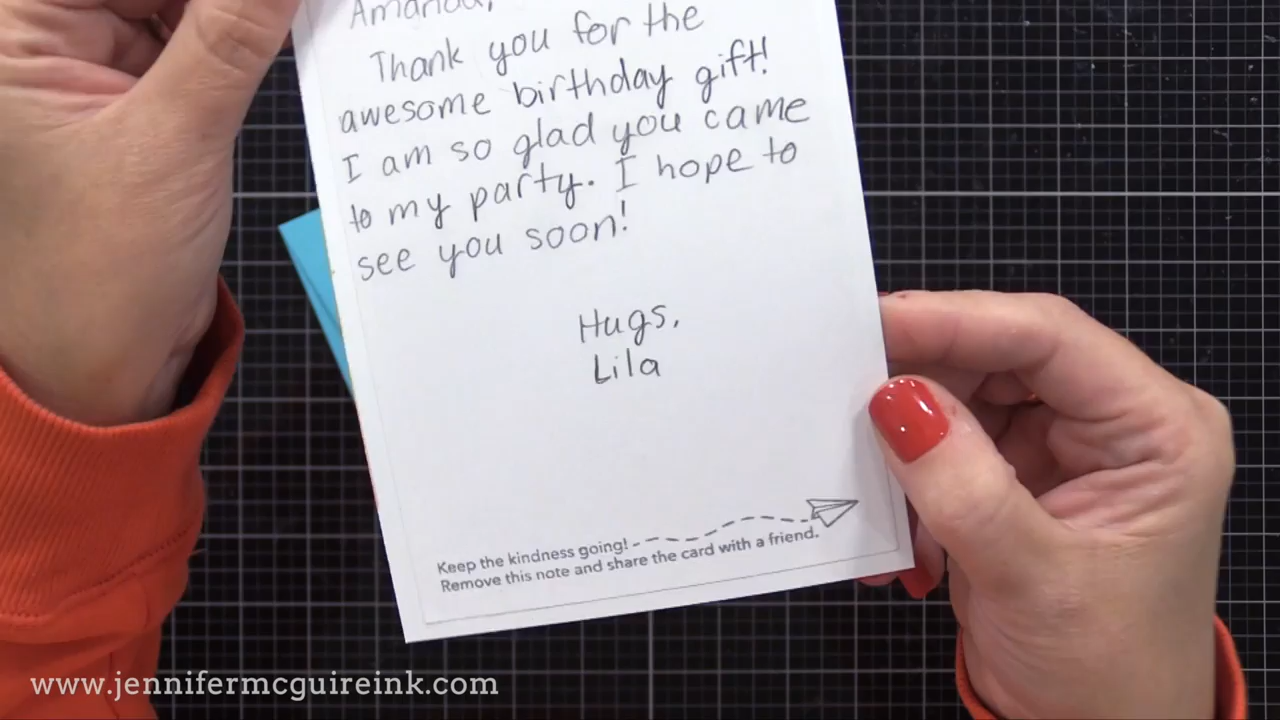 Amanda,
Thank you for the
awesome birthday gift!
I am so glad you came
to my party. I hope to
see you soon!
Hugs,
Lila
Keep the kindness going!
Remove this note and share the card with a friend.
www.jennifermcguireink.com